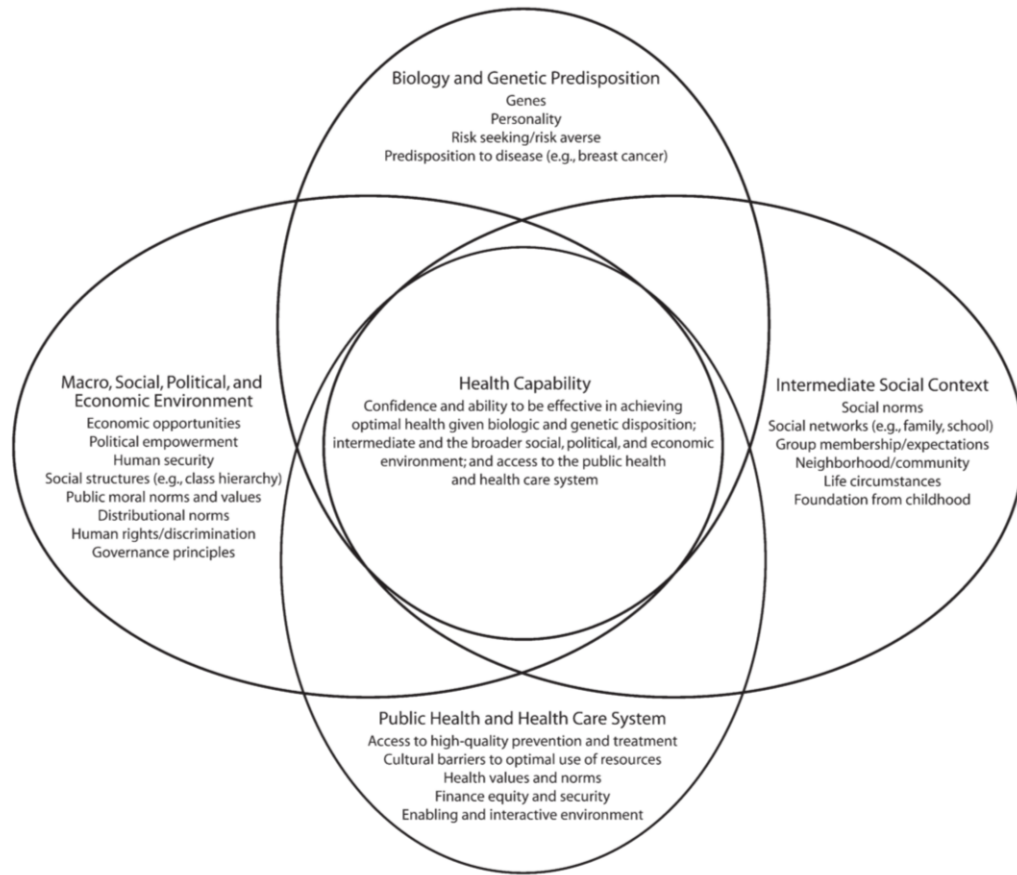 Biology and Genetic Predisposition
Genes
Personality
Risk seeking/risk averse
Predisposition to disease (e.g., breast cancer)
Macro, Social, Political, and
Economic Environment
Economic opportunities
Political empowerment
Human security
Social structures (e.g., class hierarchy)
Public moral norms and values
Distributional norms
Human rights/discrimination
Governance principles
Health Capability
Confidence and ability to be effective in achieving
optimal health given biologic and genetic disposition;
intermediate and the broader social, political, and economic
environment; and access to the public health
and health care system
Intermediate Social Context
Social norms
Social networks (e.g., family, school)
Group membership/expectations
Neighborhood/community
Life circumstances
Foundation from childhood
Public Health and Health Care System
Access to high-quality prevention and treatment
Cultural barriers to optimal use of resources
Health values and norms
Finance equity and security
Enabling and interactive environment